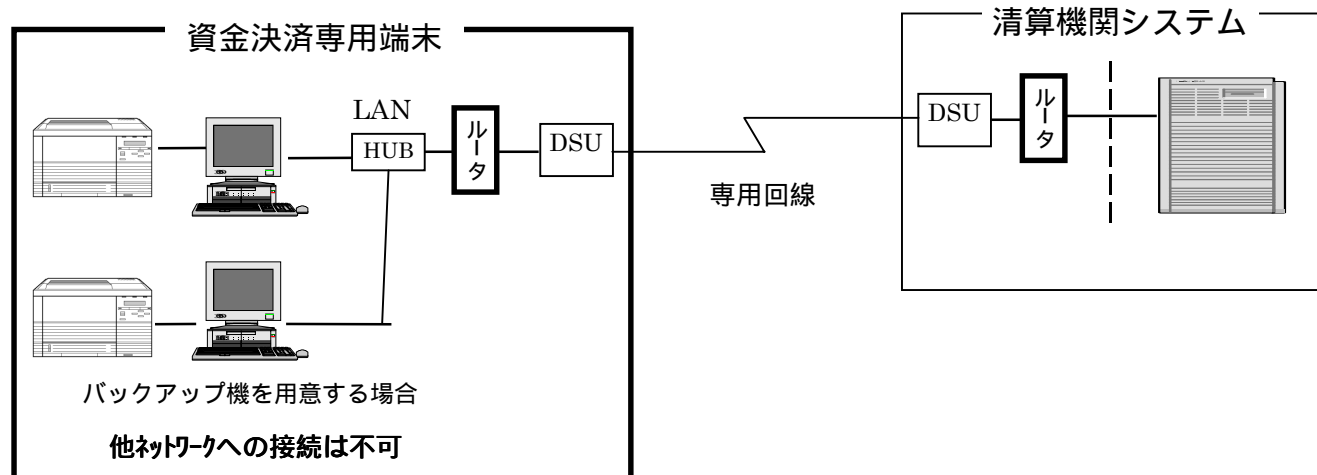 資金決済専用端末
清算機関システム
LAN
HUB
ルータ
DSU
専用回線
DSU
ルータ
バックアップ機を用意する場合
他ネットワークへの接続は不可